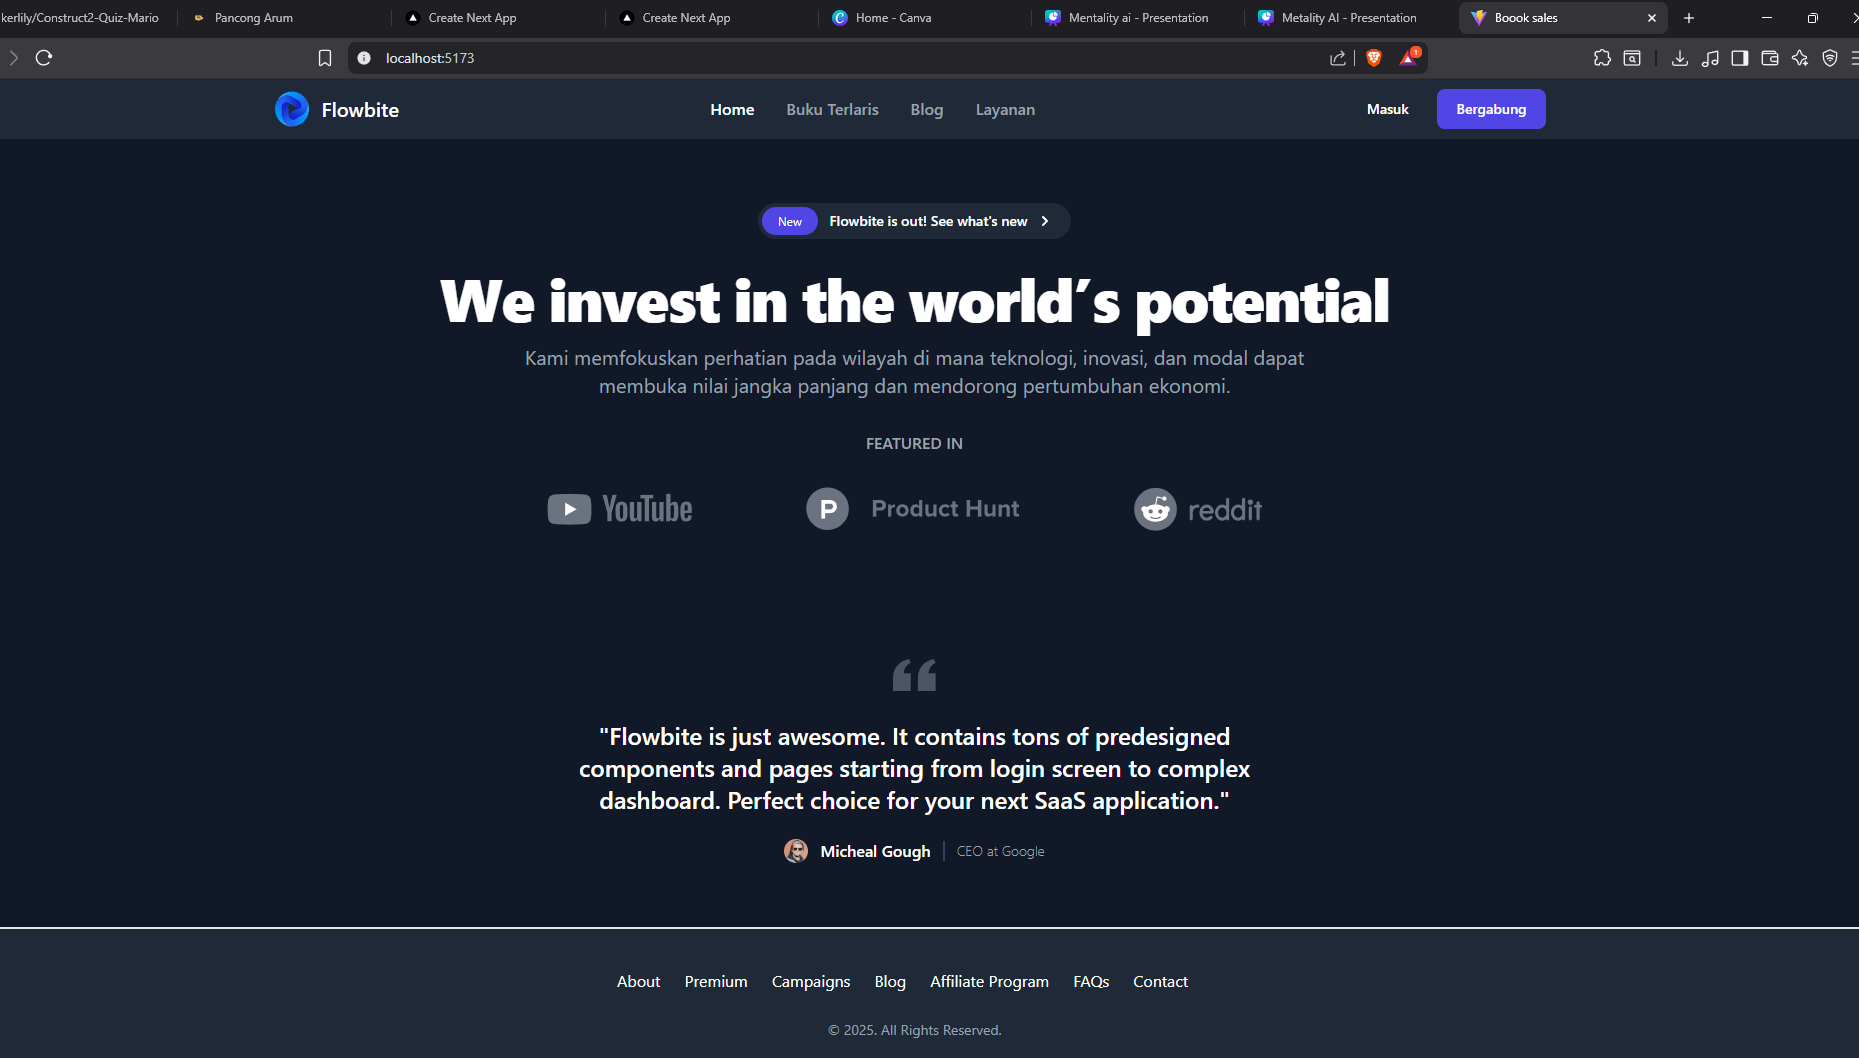 kerlily/Construct2-Quiz-Mario
Pancong Arum
Create Next App
Create Next App
Home - Canva
Mentality ai - Presentation
Metality AI - Presentation
Boook sales
localhost:5173
1
Flowbite
Home
Buku Terlaris
Blog
Layanan
Masuk
Bergabung
New
Flowbite is out! See what's new
We invest in the world’s potential
Kami memfokuskan perhatian pada wilayah di mana teknologi, inovasi, dan modal dapat
membuka nilai jangka panjang dan mendorong pertumbuhan ekonomi.
FEATURED IN
YouTube
P Product Hunt
reddit
"Flowbite is just awesome. It contains tons of predesigned
components and pages starting from login screen to complex
dashboard. Perfect choice for your next SaaS application."
Micheal Gough
CEO at Google
About
Premium
Campaigns
Blog
Affiliate Program
FAQs
Contact
© 2025. All Rights Reserved.